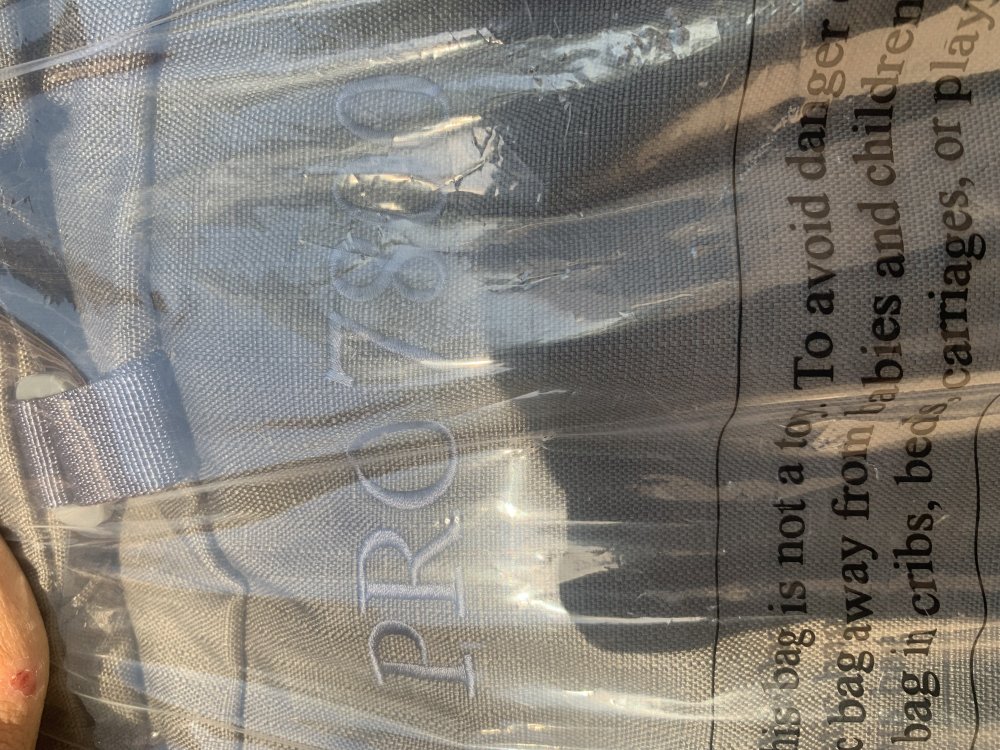 PRO 7800
his bag is not a toy. To avoid danger
c bag away from babies and children
bag in cribs, beds, carriages, or play